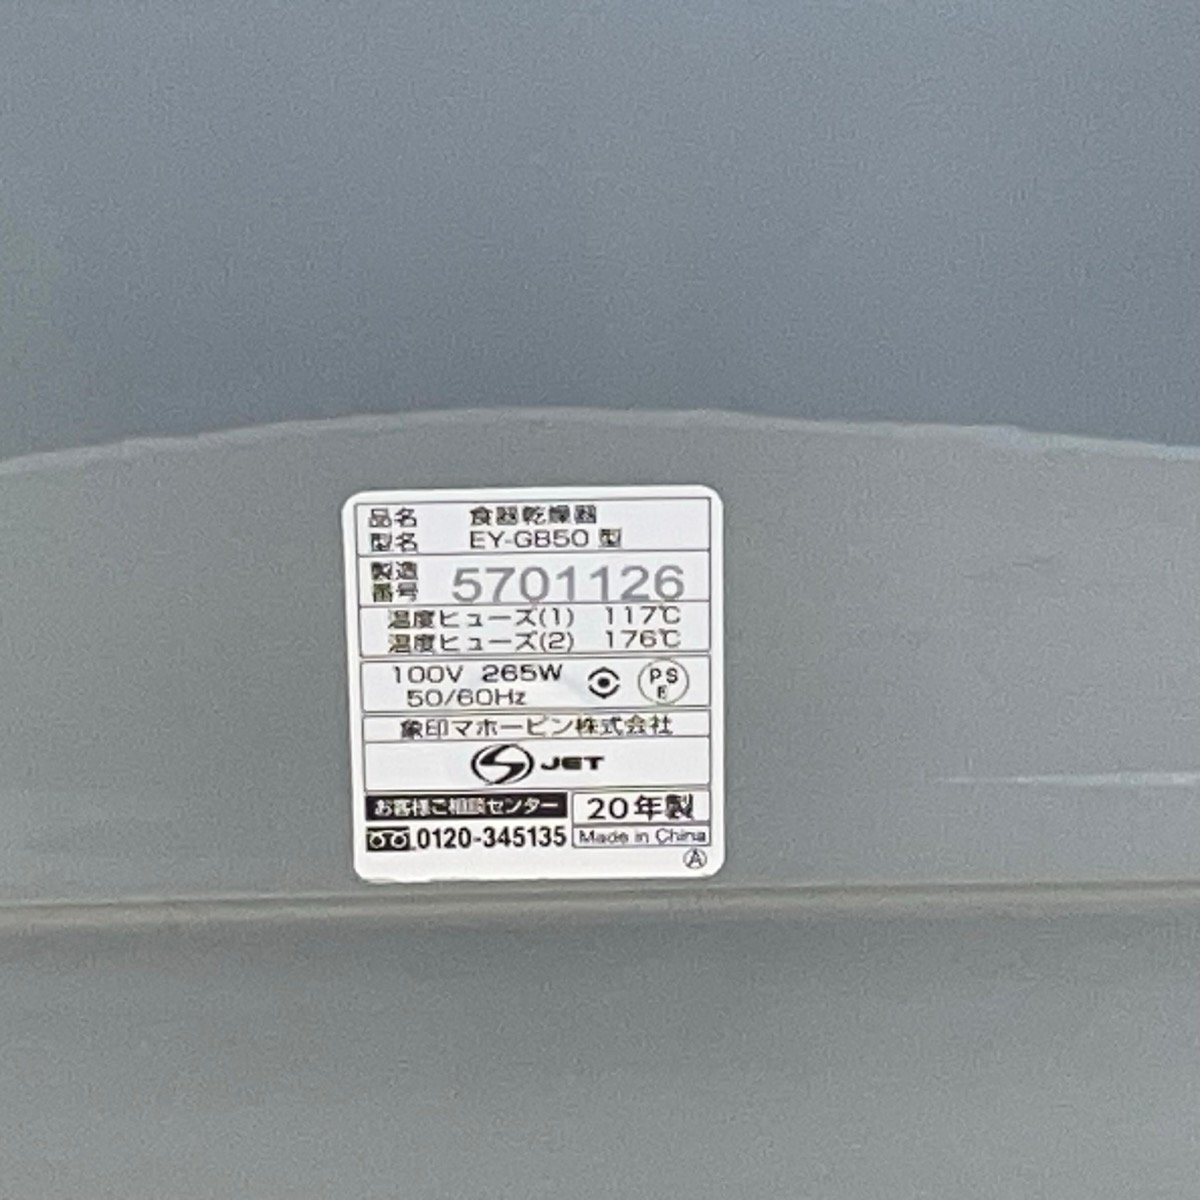 品名 食器乾燥器
型名 EY-GB50 型
製造番号 5701126
温度ヒューズ(1) 117℃
温度ヒューズ(2) 176℃
100V 265W
50/60Hz
PS
E
象印マホービン株式会社
JET
お客様ご相談センター
0120-345135
20年製
Made in China
A